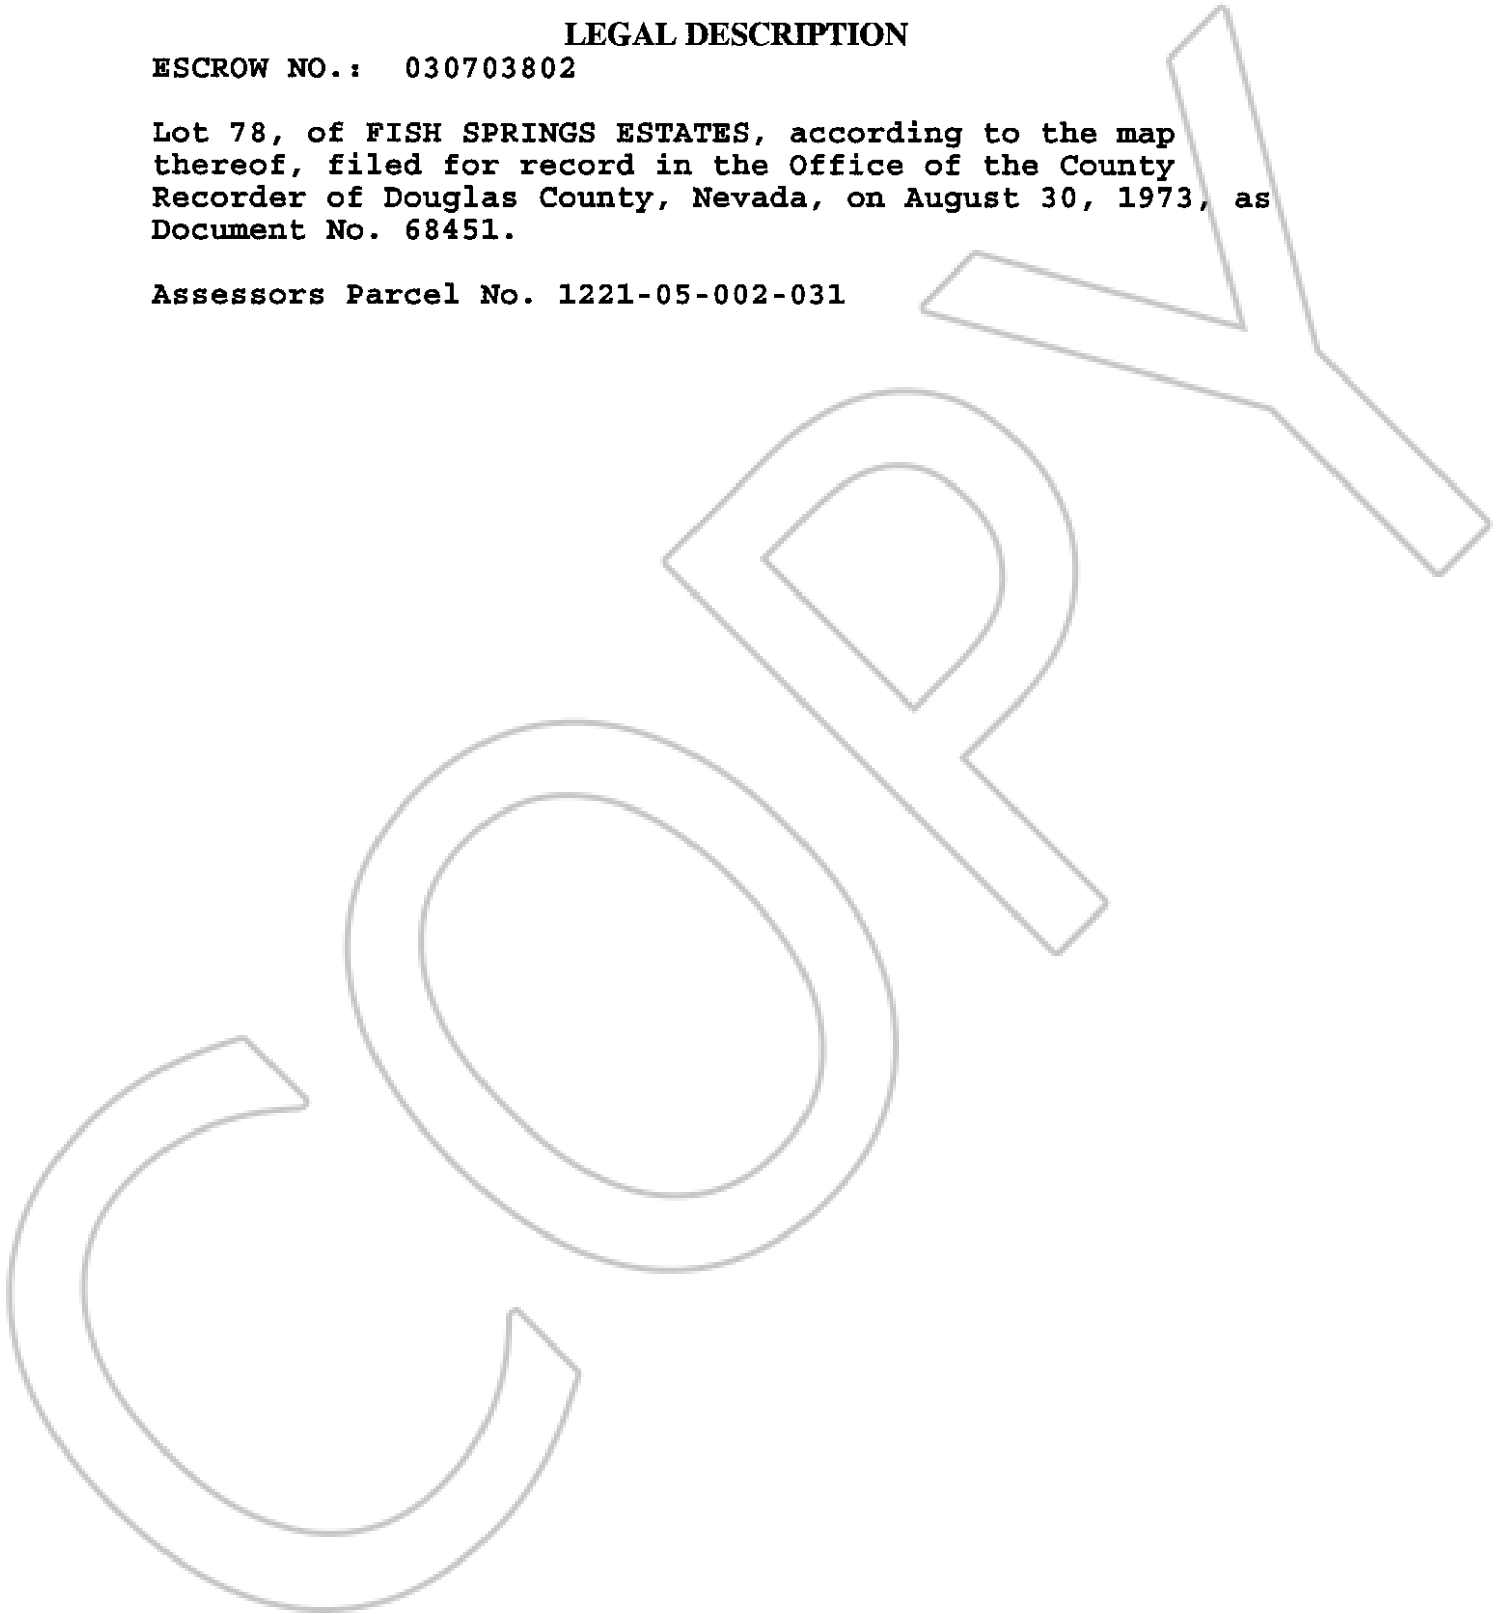 LEGAL DESCRIPTION
ESCROW NO.: 030703802
Lot 78, of FISH SPRINGS ESTATES, according to the map
thereof, filed for record in the Office of the County
Recorder of Douglas County, Nevada, on August 30, 1973, as
Document No. 68451.
Assessors Parcel No. 1221-05-002-031
COPY